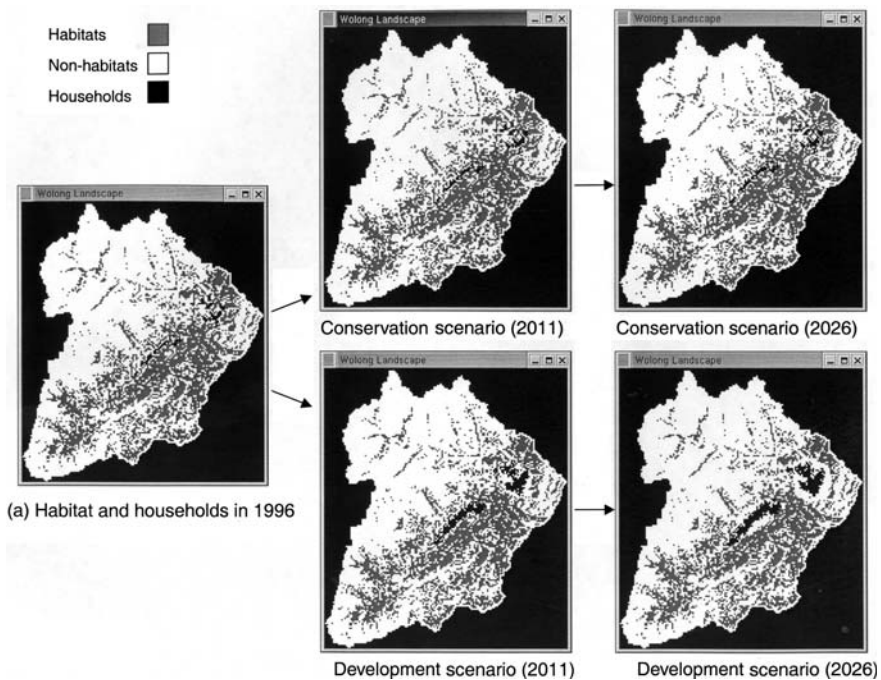 Habitats
Non-habitats
Households
Wolong Landscape
Wolong Landscape
Conservation scenario (2011)
Conservation scenario (2026)
Wolong Landscape
(a) Habitat and households in 1996
Wolong Landscape
Wolong Landscape
Development scenario (2011)
Development scenario (2026)